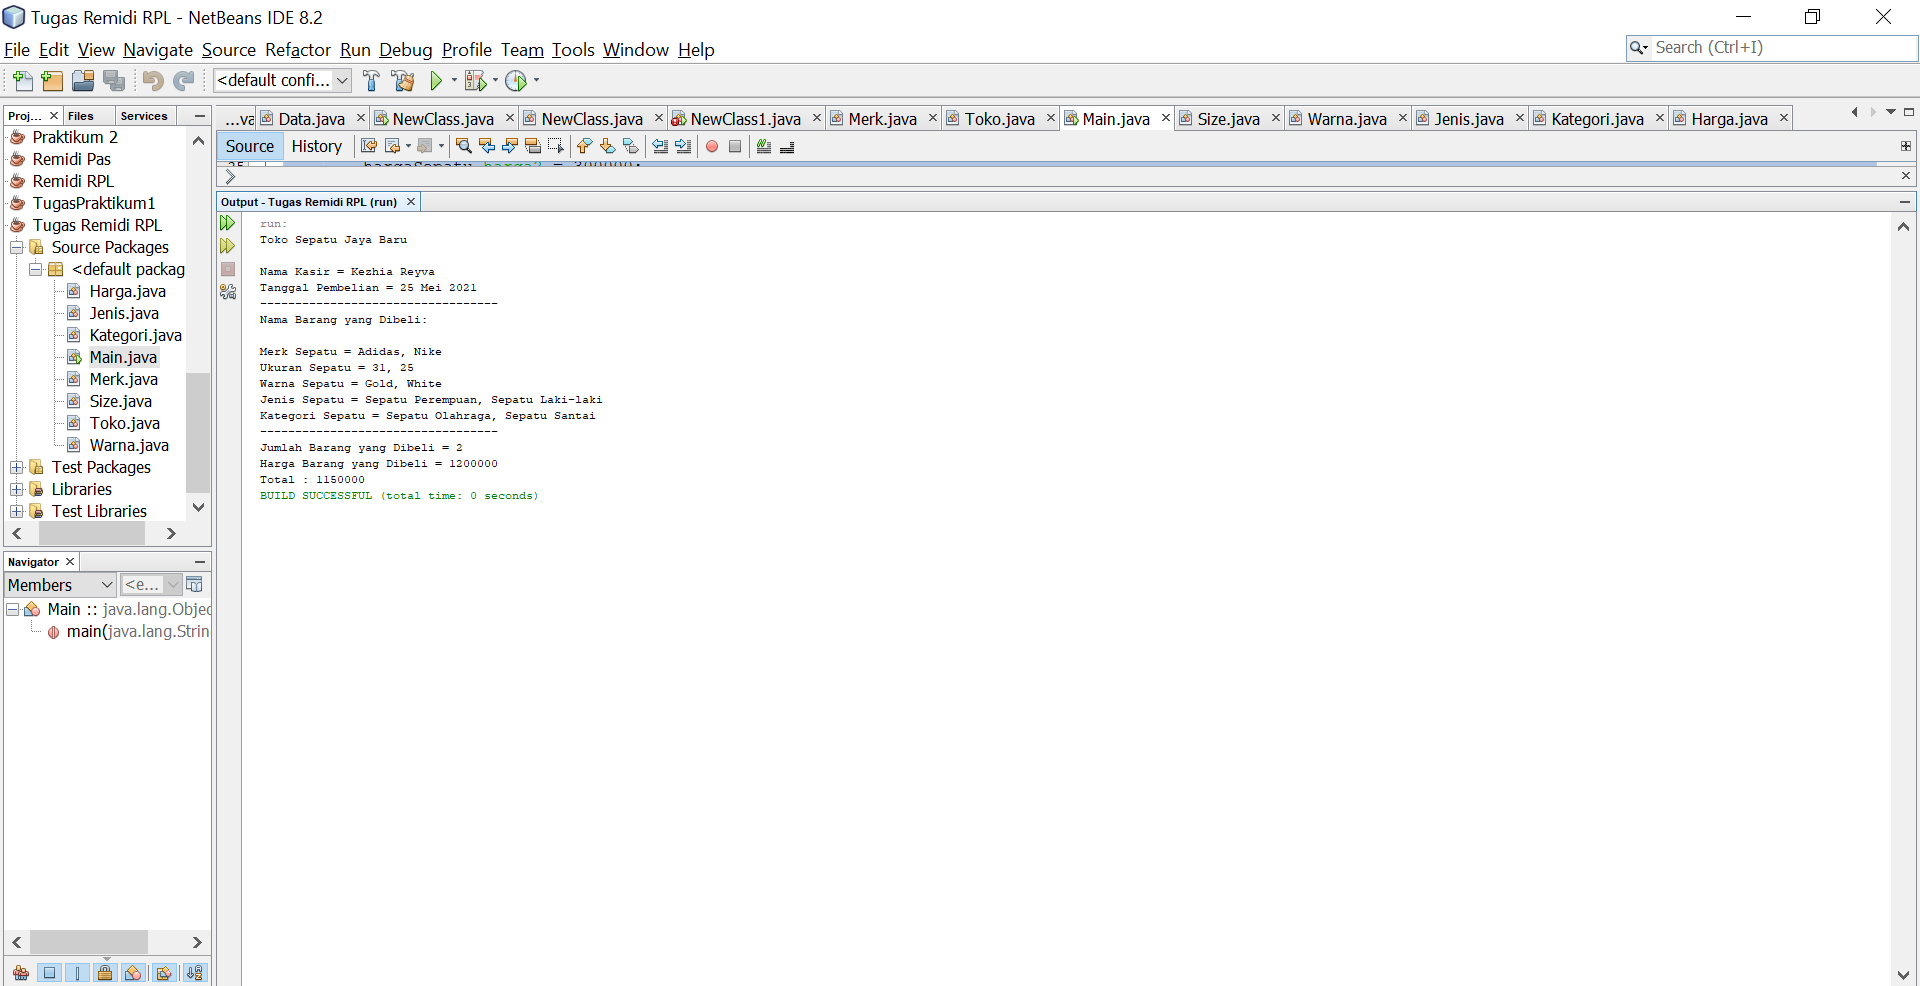 Tugas Remidi RPL - NetBeans IDE 8.2
File Edit View Navigate Source Refactor Run Debug Profile Team Tools Window Help
Search (Ctrl+I)
<default confi...
Proj... Files Services
Praktikum 2
Remidi Pas
Remidi RPL
TugasPraktikum1
Tugas Remidi RPL
Source Packages
<default packag
Harga.java
Jenis.java
Kategori.java
Main.java
Merk.java
Size.java
Toko.java
Warna.java
Test Packages
Libraries
Test Libraries
Navigator
Members <e...
Main :: java.lang.Objec
main(java.lang.Strin
...va Data.java NewClass.java NewClass.java NewClass1.java Merk.java Toko.java Main.java Size.java Warna.java Jenis.java Kategori.java Harga.java
Source History
Output - Tugas Remidi RPL (run)
run:
Toko Sepatu Jaya Baru
Nama Kasir = Kezhia Reyva
Tanggal Pembelian = 25 Mei 2021
----------------------------------
Nama Barang yang Dibeli:
Merk Sepatu = Adidas, Nike
Ukuran Sepatu = 31, 25
Warna Sepatu = Gold, White
Jenis Sepatu = Sepatu Perempuan, Sepatu Laki-laki
Kategori Sepatu = Sepatu Olahraga, Sepatu Santai
----------------------------------
Jumlah Barang yang Dibeli = 2
Harga Barang yang Dibeli = 1200000
Total : 1150000
BUILD SUCCESSFUL (total time: 0 seconds)